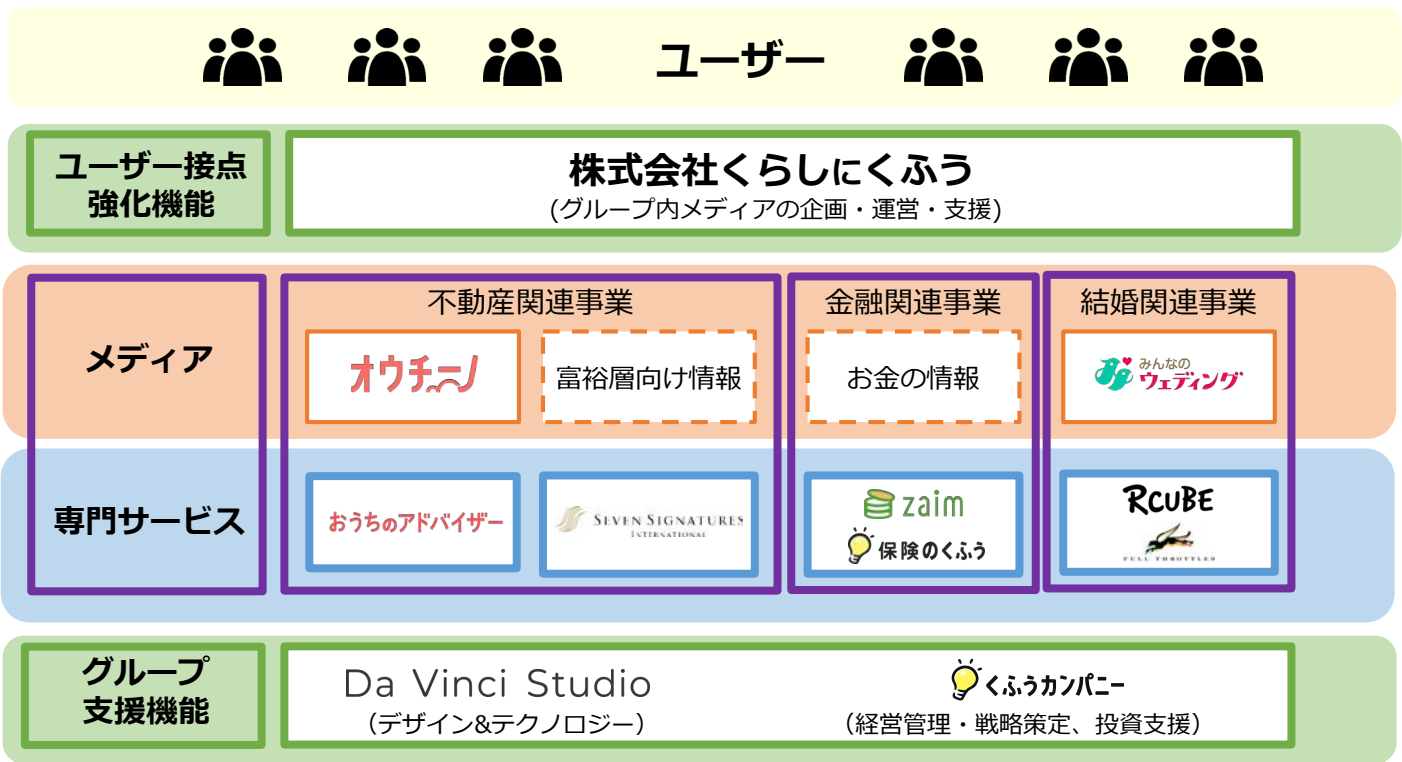 ユーザー
ユーザー接点
強化機能
株式会社くらしにくふう
(グループ内メディアの企画・運営・支援)
メディア
不動産関連事業
金融関連事業
結婚関連事業
オウチーノ
富裕層向け情報
お金の情報
みんなの
ウェディング
専門サービス
おうちのアドバイザー
SEVEN SIGNATURES
INTERNATIONAL
zaim
保険のくふう
RCUBE
FULL THROTTLES
グループ
支援機能
Da Vinci Studio
（デザイン&テクノロジー）
くふうカンパニー
（経営管理・戦略策定、投資支援）